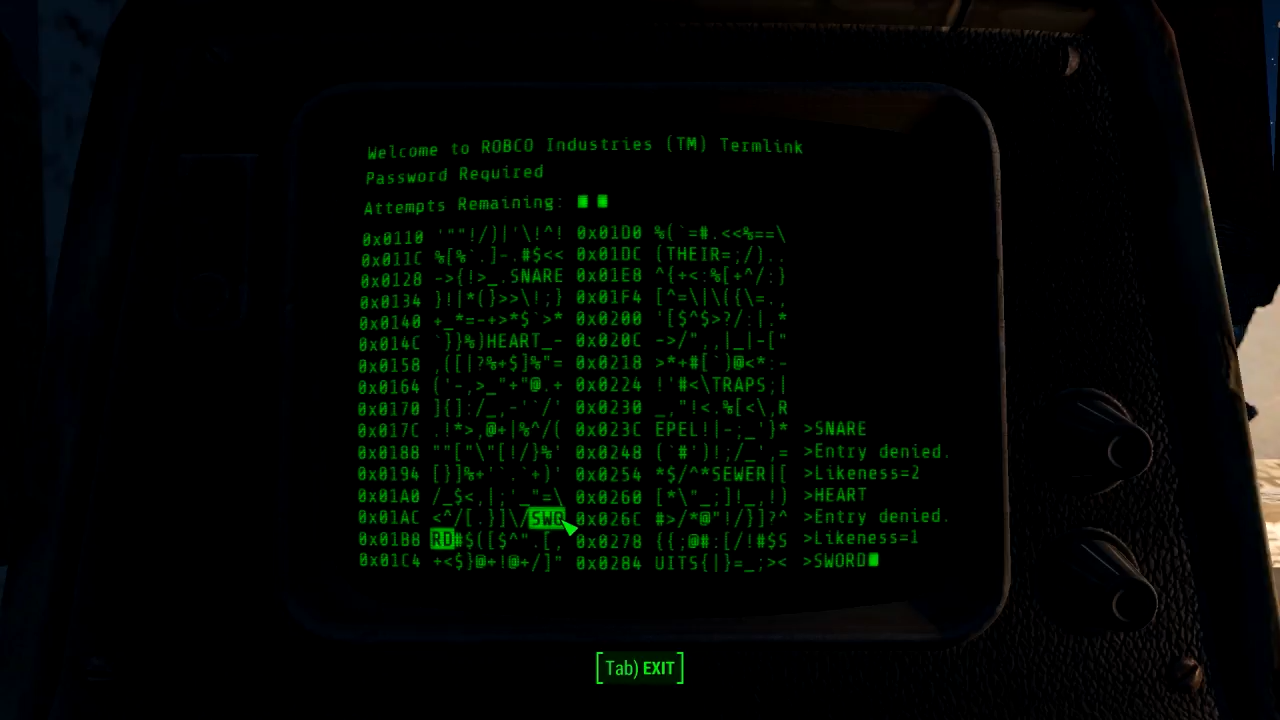 Welcome to ROBCO Industries (TM) Termlink
Password Required
Attempts Remaining: ■ ■
0x0110 '""!/)|'\!^! 0x01D0 %(`=#.<<%==\
0x011C %[%`.]-.#$<< 0x01DC (THEIR=;/)..
0x0128 ->{!>_.SNARE 0x01E8 ^{+<:%[+^/:}
0x0134 }!|*(}>>\!;} 0x01F4 [^=\|\({\=.,
0x0140 +_*=-+>*$`>* 0x0200 '[$^$>?/:|.*
0x014C `}}%)HEART_- 0x020C ->/",,|_|-["
0x0158 ,([|?%+$]%"= 0x0218 >*+#[`)@<*:-
0x0164 ('-,>_"+"@.+ 0x0224 !'#<\TRAPS;|
0x0170 ]{]:/_,-'`/' 0x0230 _,"!<.%[<\,R
0x017C .!*>,@+|%^/( 0x023C EPEL!|-;_'}* >SNARE
0x0188 ""["\"[!/}%' 0x0248 (`#')!;/_',= >Entry denied.
0x0194 [)}]%+'`.`+)' 0x0254 *$/^*SEWER|[ >Likeness=2
0x01A0 /_$<,|;'_"=\ 0x0260 [*\"_;]!_,!) >HEART
0x01AC <^/[.}]\/SWO 0x026C #>/*@"!/}]?^ >Entry denied.
0x01B8 RD#$([$^".[, 0x0278 {{;@#:[/!#$S >Likeness=1
0x01C4 +<$}@+!@+/]" 0x0284 UITS{|}=_;>< >SWORD■
[Tab) EXIT]